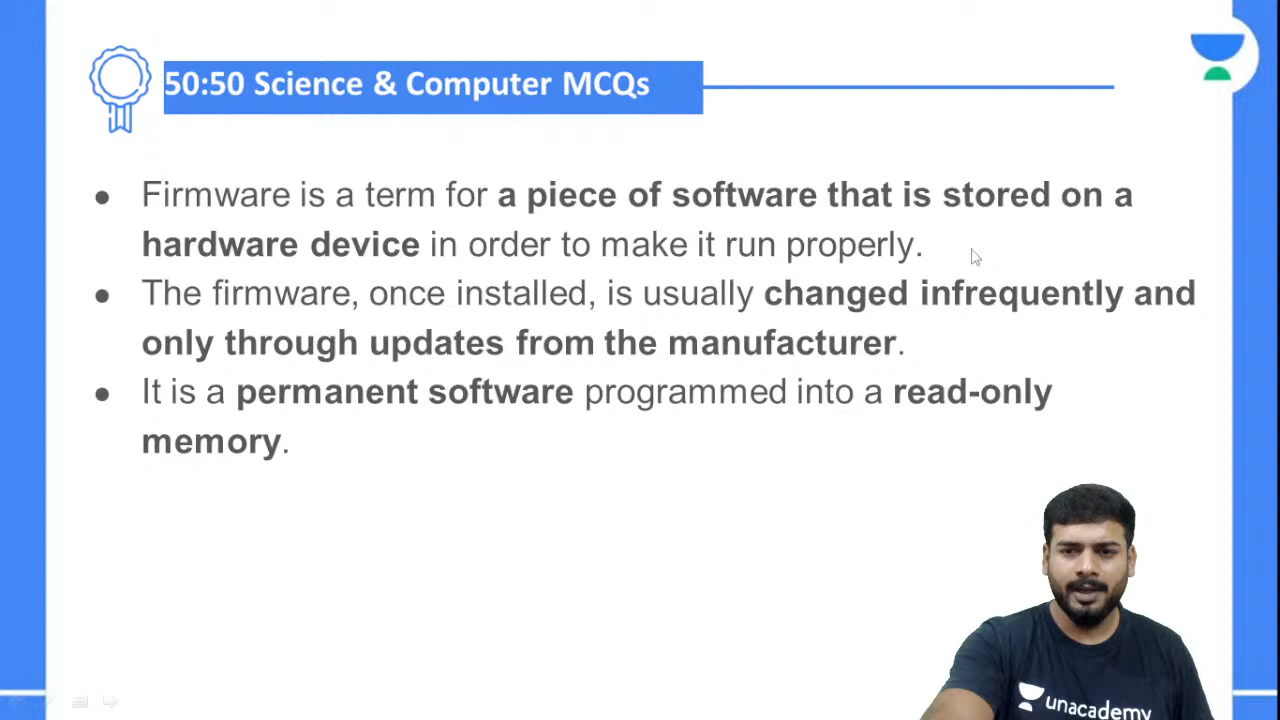 50:50 Science & Computer MCQs
● Firmware is a term for a piece of software that is stored on a
hardware device in order to make it run properly.
● The firmware, once installed, is usually changed infrequently and
only through updates from the manufacturer.
● It is a permanent software programmed into a read-only
memory.
unacademy